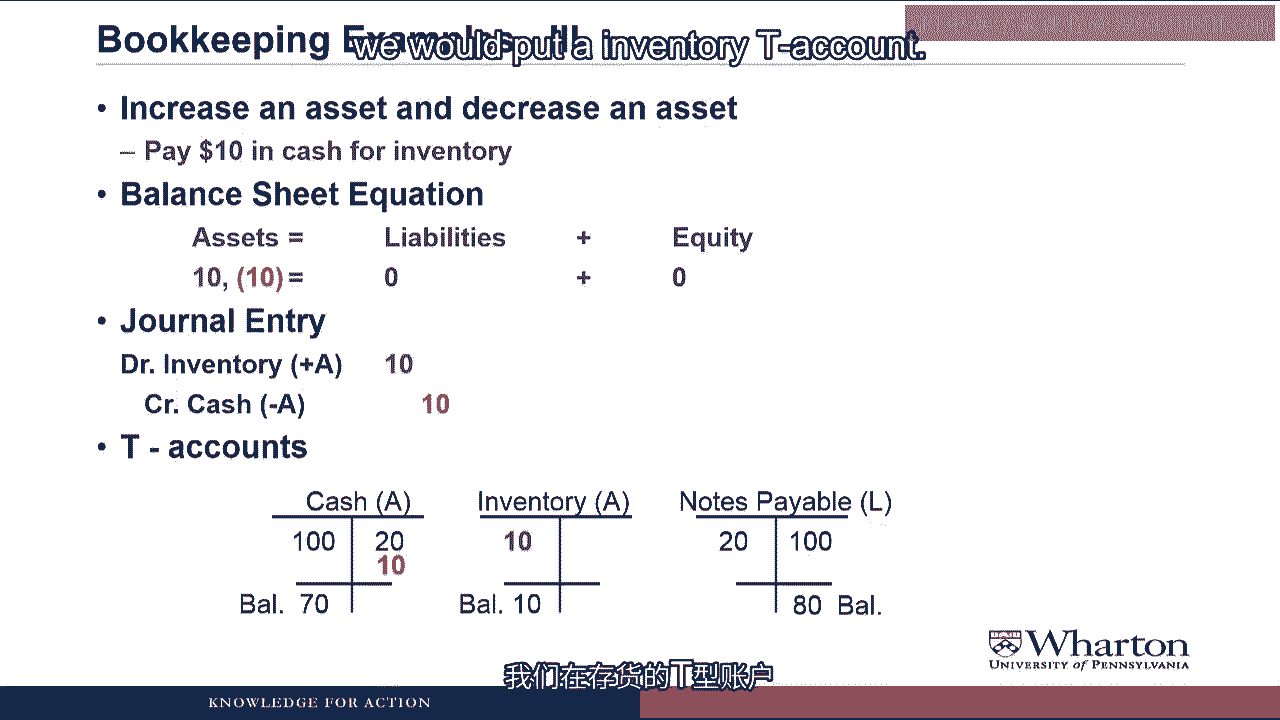 Bookkeeping Examples - III
we would put a inventory T-account.
• Increase an asset and decrease an asset
– Pay $10 in cash for inventory
• Balance Sheet Equation
Assets = Liabilities + Equity
10, (10) = 0 + 0
• Journal Entry
Dr. Inventory (+A) 10
Cr. Cash (-A) 10
• T - accounts
Cash (A) Inventory (A) Notes Payable (L)
100 20 10 20 100
10
Bal. 70 Bal. 10 80 Bal.
Wharton
UNIVERSITY of PENNSYLVANIA
我们在存货的T型账户
KNOWLEDGE FOR ACTION